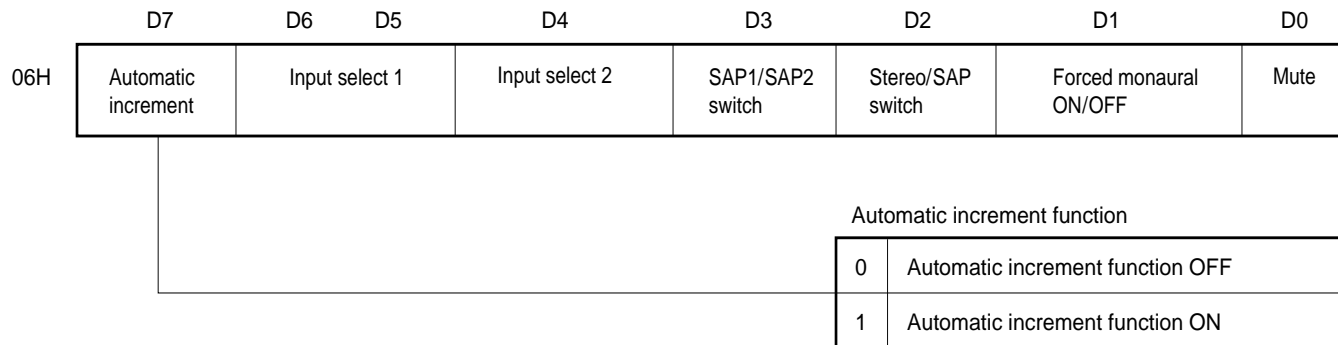 D7 D6 D5 D4 D3 D2 D1 D0
06H Automatic increment Input select 1 Input select 2 SAP1/SAP2 switch Stereo/SAP switch Forced monaural ON/OFF Mute
Automatic increment function
0 Automatic increment function OFF
1 Automatic increment function ON